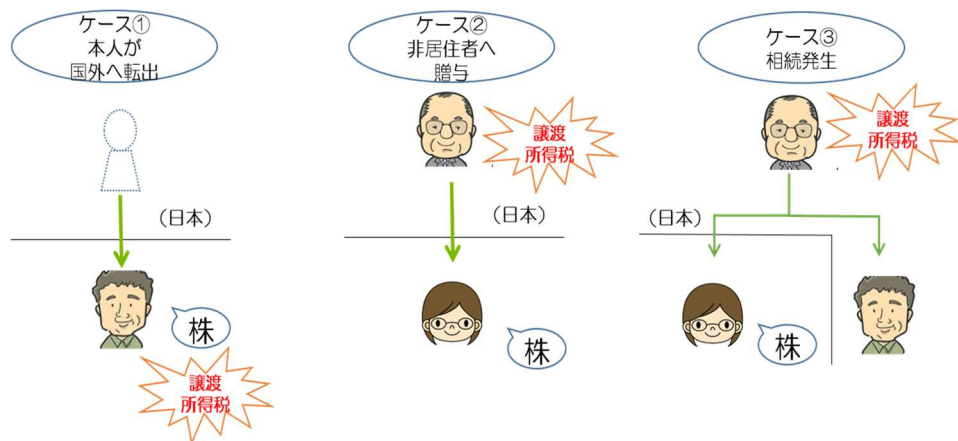 ケース①
本人が
国外へ転出
(日本)
株
譲渡
所得税
ケース②
非居住者へ
贈与
譲渡
所得税
(日本)
株
ケース③
相続発生
譲渡
所得税
(日本)
株